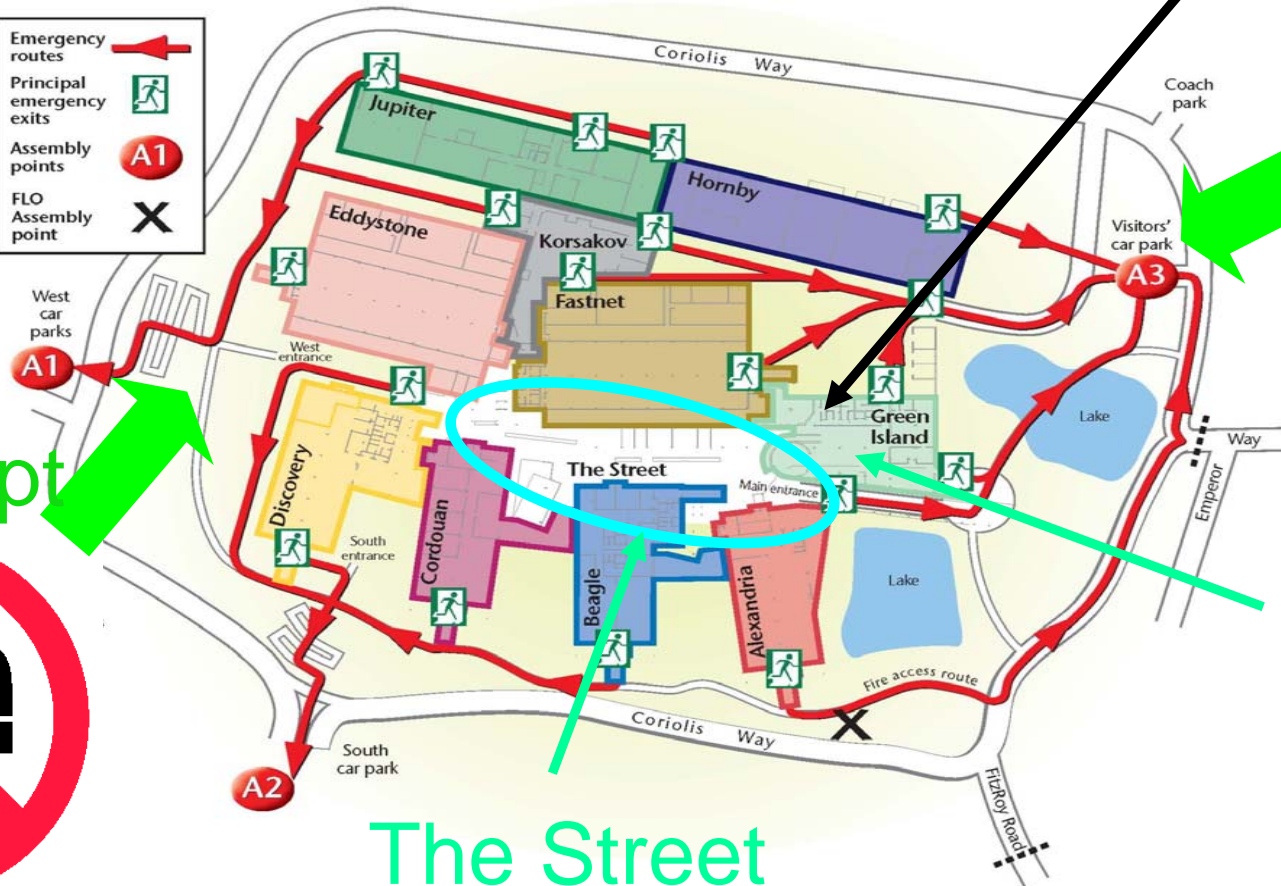 Emergency
routes
Principal
emergency
exits
Assembly
points
A1
FLO
Assembly
point
Coriolis Way
Coach
park
Jupiter
Hornby
Eddystone
Korsakov
Visitors'
car park
A3
Fastnet
West
car
parks
A1
West
entrance
Green
Island
Lake
The Street
Main entrance
Way
Emperor
pt
Discovery
South
entrance
Cordouan
Beagle
Alexandria
Lake
Fire access route
Coriolis Way
South
car park
A2
FitzRoy Road
The Street